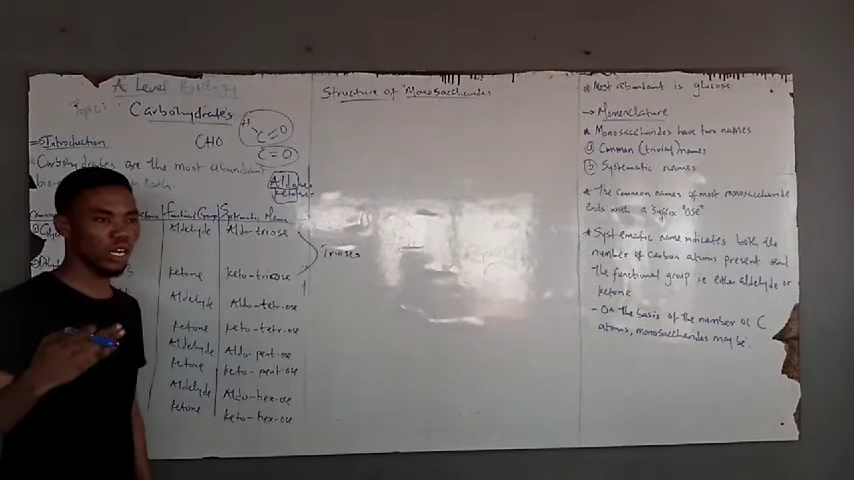 A Level Biology
Topic: Carbohydrates
CHO
H C=O
C=O
⇒ Introduction
* Carbohydrates are the most abundant
Aldoses
Ketoses
Functional Group Systematic Name
Aldehyde Aldo-triose
Ketone Keto-triose
Aldehyde Aldo-tetr-ose
Ketone Keto-tetr-ose
Aldehyde Aldo-pent-ose
Ketone Keto-pent-ose
Aldehyde Aldo-hex-ose
Ketone Keto-hex-ose
Trioses
Structure of Monosaccharides
* Most abundant is glucose
→ Nomenclature
* Monosaccharides have two names
(a) Common (trivial) names
(b) Systematic names
* The common names of most monosaccharide
ends with a suffix "ose"
* Systematic name indicates both the
number of carbon atoms present and
the functional group ie either aldehyde or
ketone
- On the basis of the number of C
atoms, monosaccharides may be: